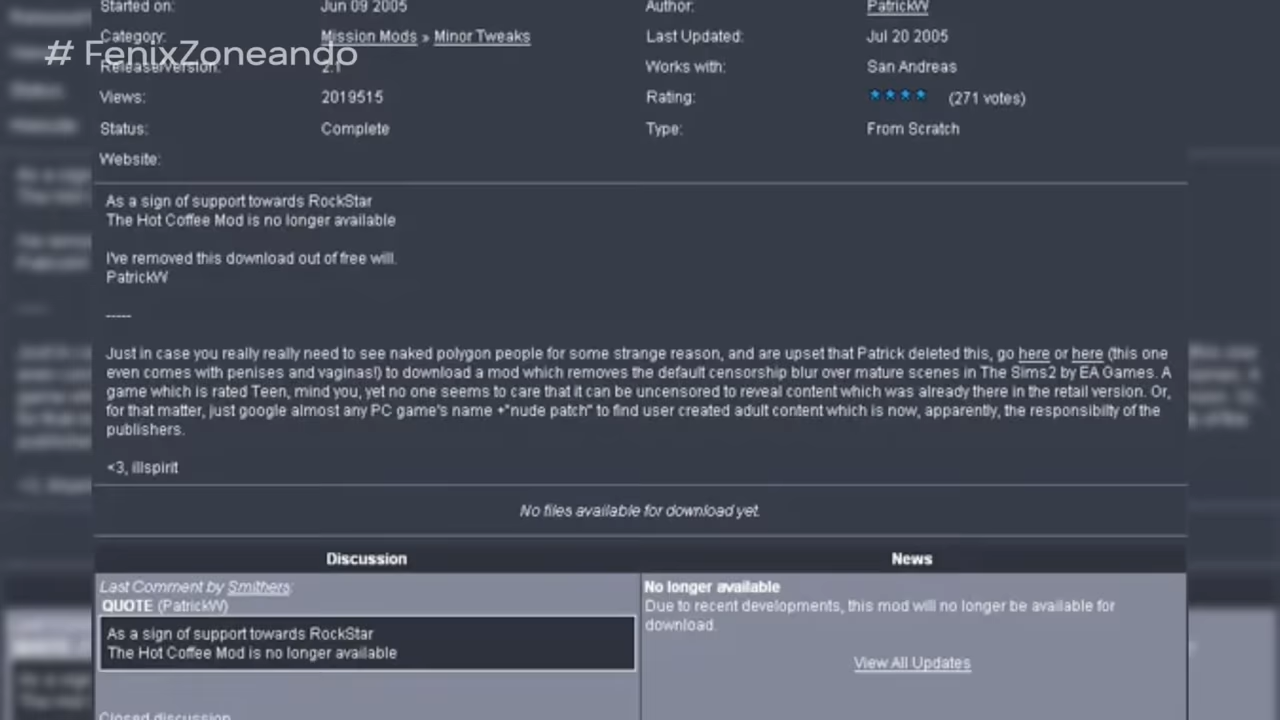 # FenixZoneando
Started on: Jun 09 2005 Author: PatrickW
Category: Mission Mods » Minor Tweaks Last Updated: Jul 20 2005
Release/Version: 2.1 Works with: San Andreas
Views: 2019515 Rating: ★★★★ (271 votes)
Status: Complete Type: From Scratch
Website:
As a sign of support towards RockStar
The Hot Coffee Mod is no longer available
I've removed this download out of free will.
PatrickW
-----
Just in case you really really need to see naked polygon people for some strange reason, and are upset that Patrick deleted this, go here or here (this one
even comes with penises and vaginas!) to download a mod which removes the default censorship blur over mature scenes in The Sims2 by EA Games. A
game which is rated Teen, mind you, yet no one seems to care that it can be uncensored to reveal content which was already there in the retail version. Or,
for that matter, just google almost any PC game's name +"nude patch" to find user created adult content which is now, apparently, the responsibilty of the
publishers.
<3, illspirit
No files available for download yet.
Discussion News
Last Comment by Smithers:
QUOTE (PatrickW)
As a sign of support towards RockStar
The Hot Coffee Mod is no longer available
Closed discussion
No longer available
Due to recent developments, this mod will no longer be available for
download.
View All Updates